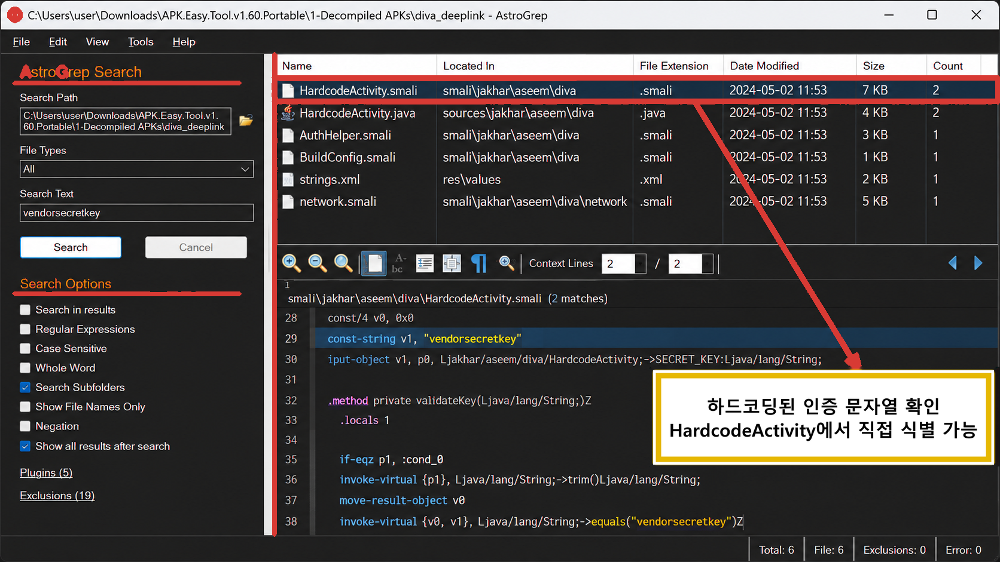 C:\Users\user\Downloads\APK.Easy.Tool.v1.60.Portable\1-Decompiled APKs\diva_deeplink - AstroGrep
File Edit View Tools Help
AstroGrep Search
Search Path
C:\Users\user\Downloads\APK.Easy.Tool.v1.
60.Portable\1-Decompiled APKs\diva_deeplink
File Types
All
Search Text
vendorsecretkey
Search Cancel
Search Options
Search in results
Regular Expressions
Case Sensitive
Whole Word
Search Subfolders
Show File Names Only
Negation
Show all results after search
Plugins (5)
Exclusions (19)
Name Located In File Extension Date Modified Size Count
HardcodeActivity.smali smali\jakhar\aseem\diva .smali 2024-05-02 11:53 7 KB 2
HardcodeActivity.java sources\jakhar\aseem\diva .java 2024-05-02 11:53 4 KB 2
AuthHelper.smali smali\jakhar\aseem\diva .smali 2024-05-02 11:53 3 KB 1
BuildConfig.smali smali\jakhar\aseem\diva .smali 2024-05-02 11:53 1 KB 1
strings.xml res\values .xml 2024-05-02 11:53 2 KB 1
network.smali smali\jakhar\aseem\diva\network .smali 2024-05-02 11:53 5 KB 1
A-
bc
Context Lines 2 / 2
1
smali\jakhar\aseem\diva\HardcodeActivity.smali (2 matches)
28 const/4 v0, 0x0
29 const-string v1, "vendorsecretkey"
30 iput-object v1, p0, Ljakhar/aseem/diva/HardcodeActivity;->SECRET_KEY:Ljava/lang/String;
31
32 .method private validateKey(Ljava/lang/String;)Z
33 .locals 1
34
35 if-eqz p1, :cond_0
36 invoke-virtual {p1}, Ljava/lang/String;->trim()Ljava/lang/String;
37 move-result-object v0
38 invoke-virtual {v0, v1}, Ljava/lang/String;->equals("vendorsecretkey")Z
하드코딩된 인증 문자열 확인
HardcodeActivity에서 직접 식별 가능
Total: 6 File: 6 Exclusions: 0 Error: 0